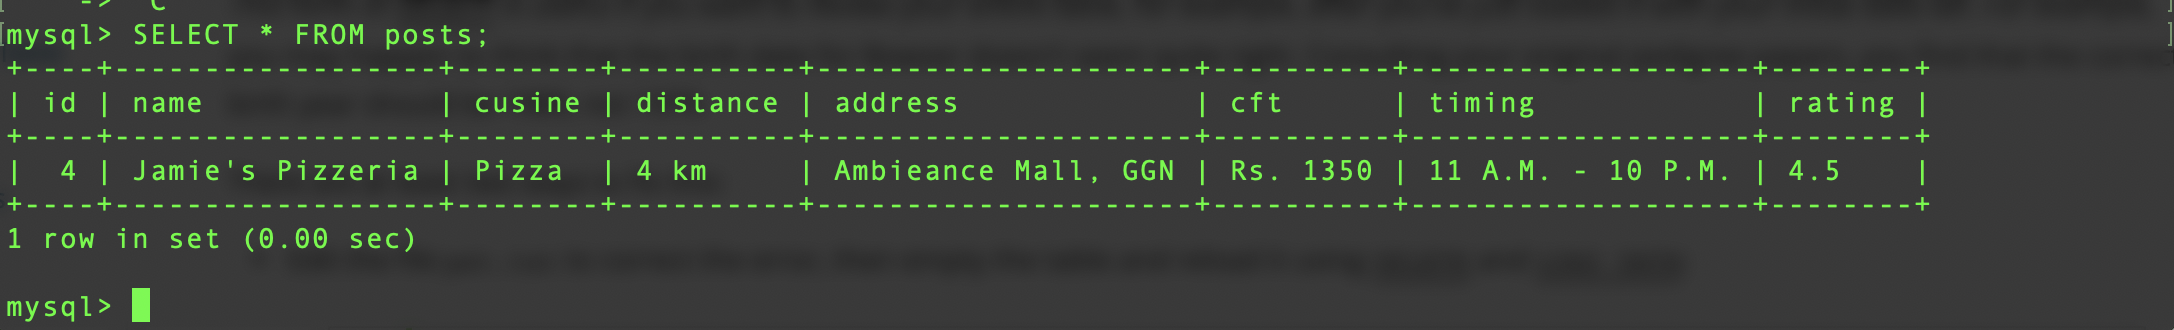 -> ^C
mysql> SELECT * FROM posts;
+----+------------------+--------+----------+---------------------+----------+-------------------+--------+
| id | name             | cusine | distance | address             | cft      | timing            | rating |
+----+------------------+--------+----------+---------------------+----------+-------------------+--------+
|  4 | Jamie's Pizzeria | Pizza  | 4 km     | Ambieance Mall, GGN | Rs. 1350 | 11 A.M. - 10 P.M. | 4.5    |
+----+------------------+--------+----------+---------------------+----------+-------------------+--------+
1 row in set (0.00 sec)
mysql>